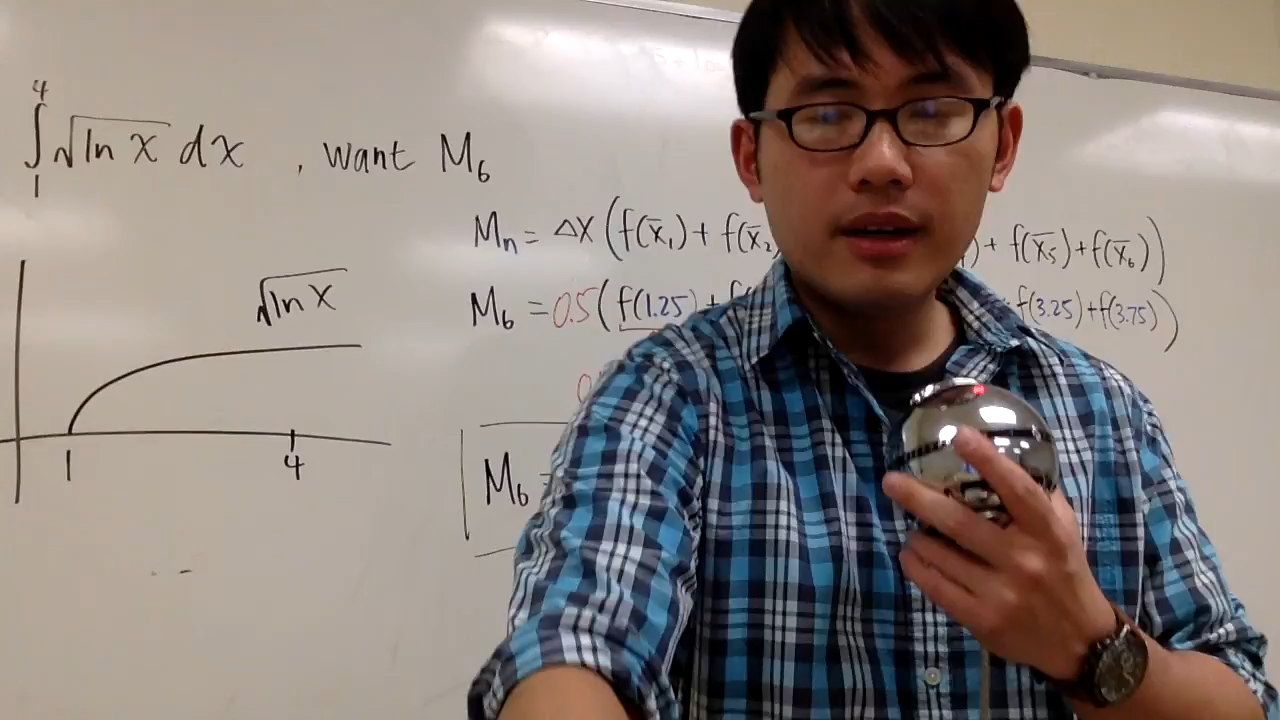 ∫₁⁴ √(ln x) dx , want M₆
Mₙ = Δx (f(x̄₁) + f(x̄₂ ) + f(x̄₅) + f(x̄₆))
M₆ = 0.5 (f(1.25) + f f(3.25) + f(3.75))
√(ln x)
0
M₆
1 4